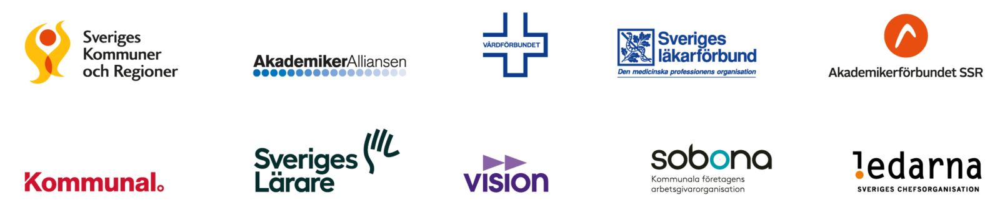 Sveriges
Kommuner
och Regioner
AkademikerAlliansen
VÅRDFÖRBUNDET
Sveriges
läkarförbund
Den medicinska professionens organisation
Akademikerförbundet SSR
Kommunal.
Sveriges
Lärare
vision
sobona
Kommunala företagens
arbetsgivarorganisation
ledarna
SVERIGES CHEFSORGANISATION